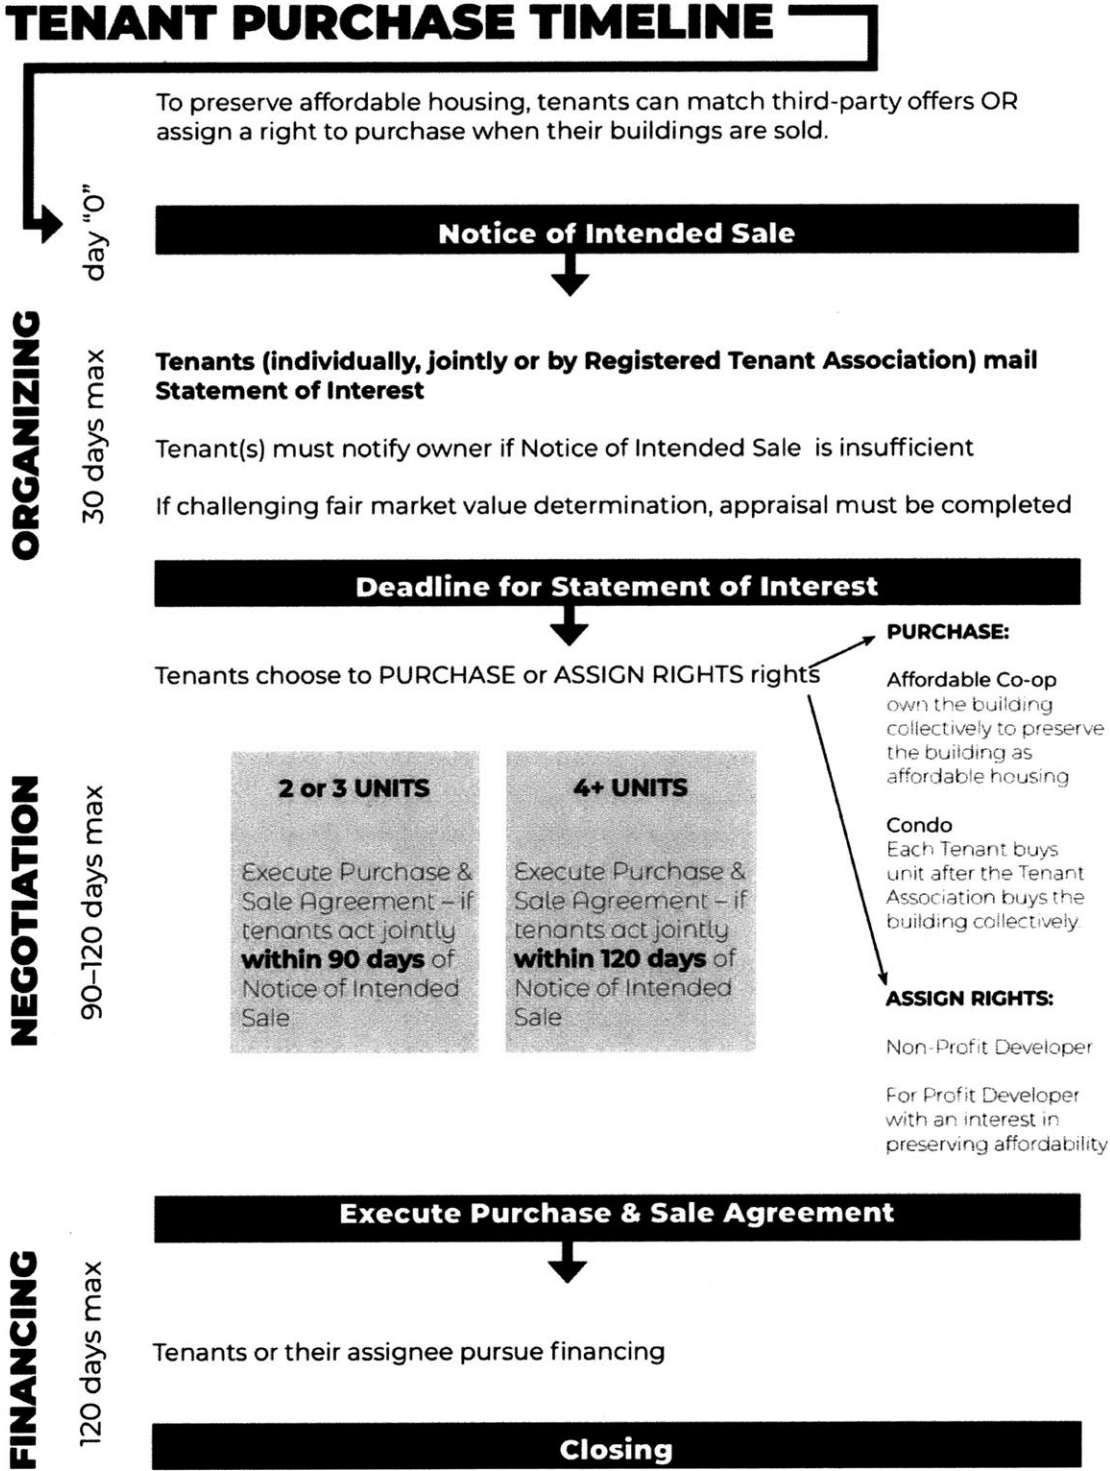 TENANT PURCHASE TIMELINE
To preserve affordable housing, tenants can match third-party offers OR
assign a right to purchase when their buildings are sold.
day “0”
Notice of Intended Sale
ORGANIZING
30 days max
Tenants (individually, jointly or by Registered Tenant Association) mail
Statement of Interest
Tenant(s) must notify owner if Notice of Intended Sale is insufficient
If challenging fair market value determination, appraisal must be completed
Deadline for Statement of Interest
NEGOTIATION
90–120 days max
Tenants choose to PURCHASE or ASSIGN RIGHTS rights
2 or 3 UNITS
Execute Purchase &
Sale Agreement – if
tenants act jointly
within 90 days of
Notice of Intended
Sale
4+ UNITS
Execute Purchase &
Sale Agreement – if
tenants act jointly
within 120 days of
Notice of Intended
Sale
PURCHASE:
Affordable Co-op
own the building
collectively to preserve
the building as
affordable housing
Condo
Each Tenant buys
unit after the Tenant
Association buys the
building collectively.
ASSIGN RIGHTS:
Non-Profit Developer
For Profit Developer
with an interest in
preserving affordability
Execute Purchase & Sale Agreement
FINANCING
120 days max
Tenants or their assignee pursue financing
Closing